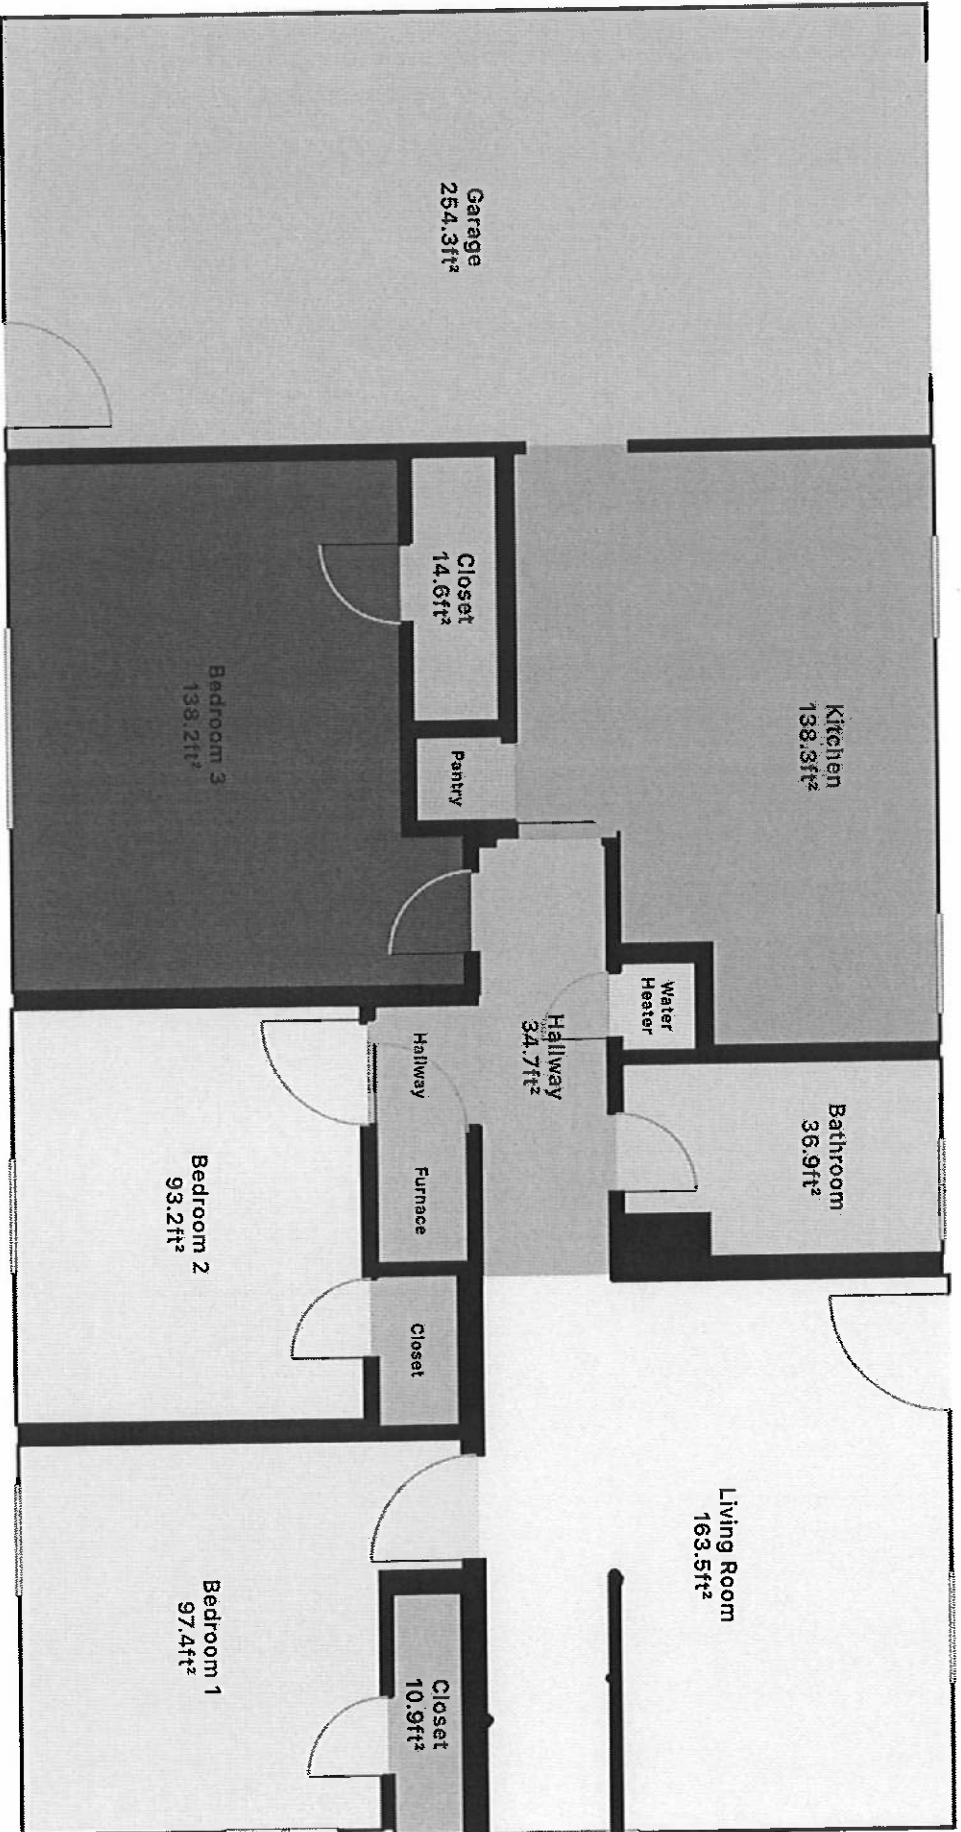 Garage
254.3ft²
Closet
14.6ft²
Kitchen
138.3ft²
Bedroom 3
138.2ft²
Pantry
Water
Heater
Hallway
34.7ft²
Hallway
Furnace
Bathroom
36.9ft²
Bedroom 2
93.2ft²
Closet
Living Room
163.5ft²
Bedroom 1
97.4ft²
Closet
10.9ft²